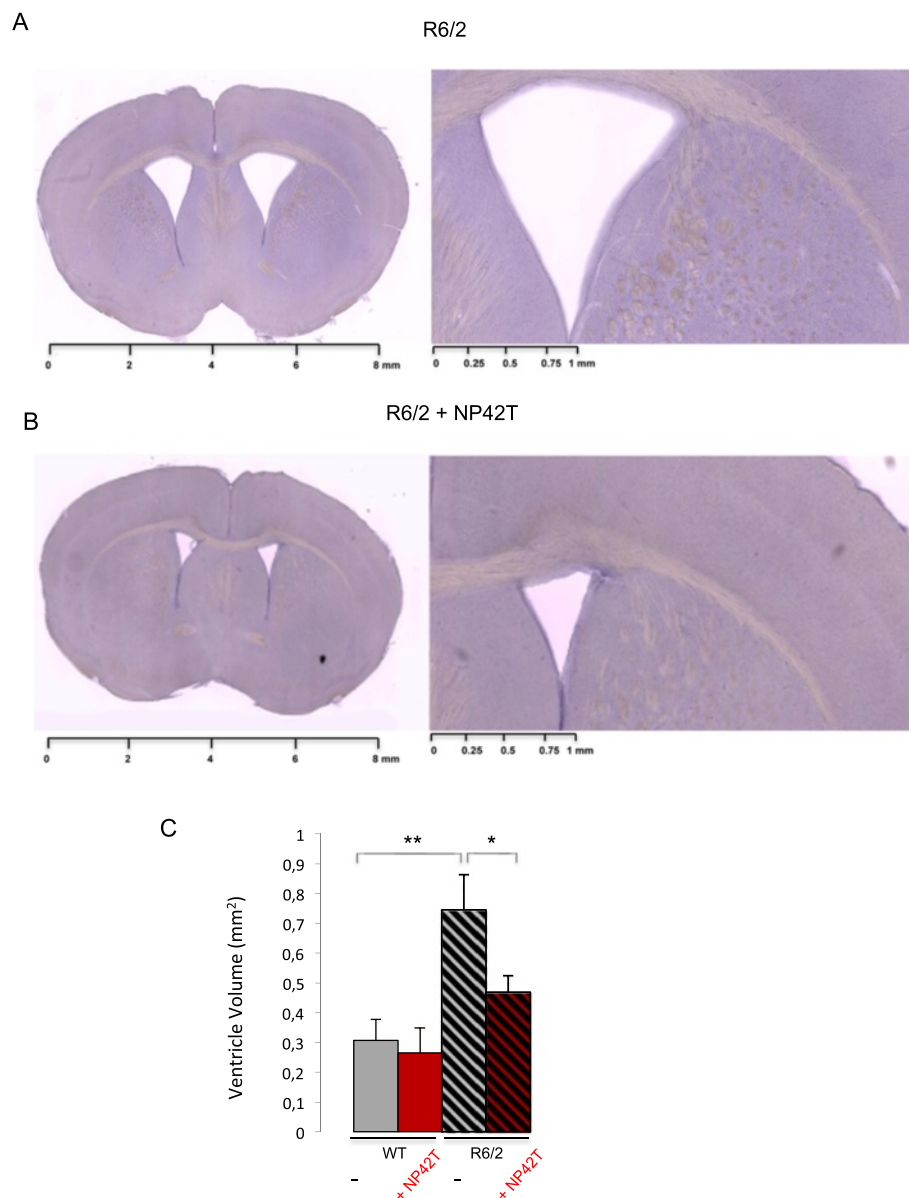 A
R6/2
0 2 4 6 8 mm
0 0.25 0.5 0.75 1 mm
B
R6/2 + NP42T
0 2 4 6 8 mm
0 0.25 0.5 0.75 1 mm
C
Ventricle Volume (mm²)
1
0,9
0,8
0,7
0,6
0,5
0,4
0,3
0,2
0,1
0
** *
WT R6/2
- + NP42T - + NP42T